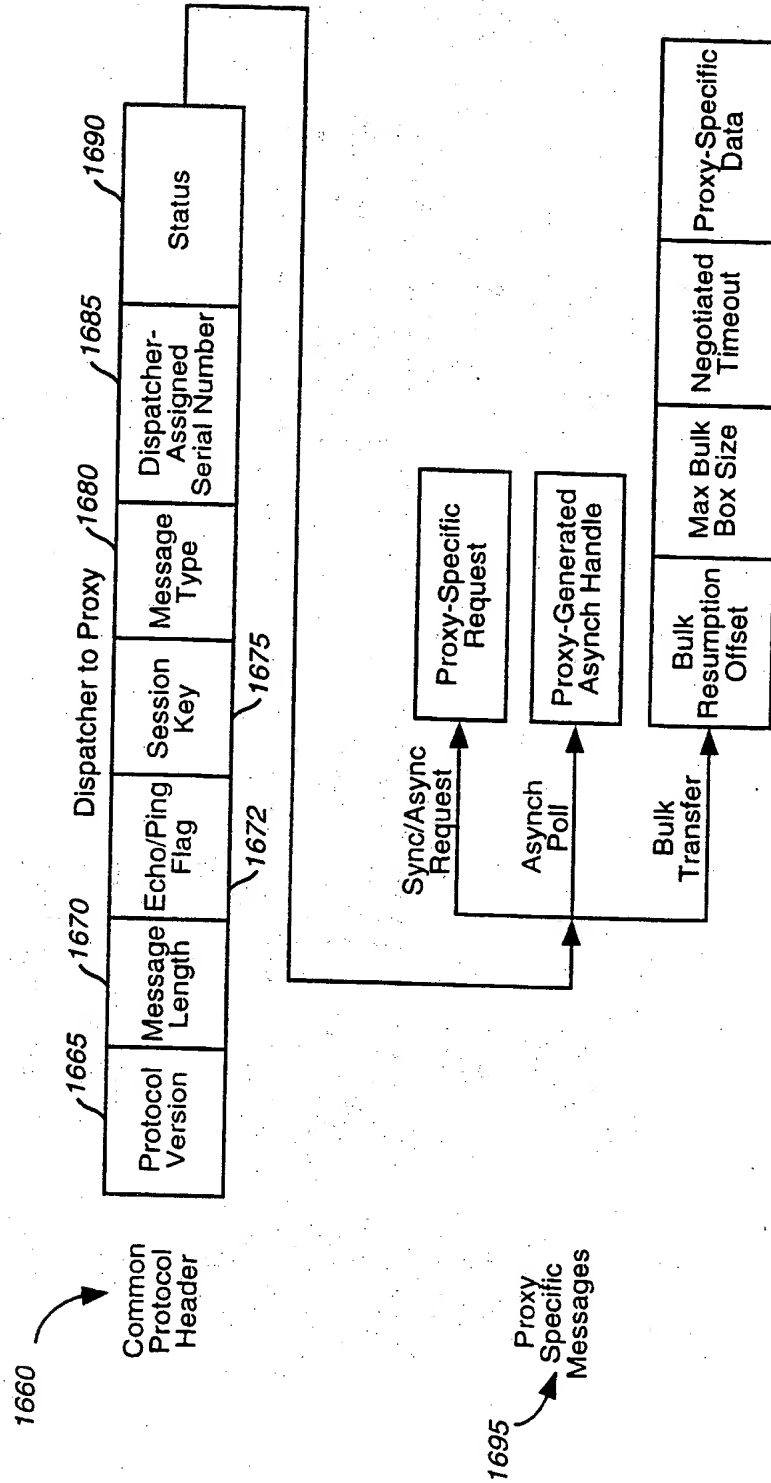 1660
Common
Protocol
Header
Dispatcher to Proxy
1665
1670
1672
1675
1680
1685
1690
Protocol
Version
Message
Length
Echo/Ping
Flag
Session
Key
Message
Type
Dispatcher-
Assigned
Serial Number
Status
1695
Proxy
Specific
Messages
Sync/Async
Request
Proxy-Specific
Request
Asynch
Poll
Proxy-Generated
Asynch Handle
Bulk
Transfer
Bulk
Resumption
Offset
Max Bulk
Box Size
Negotiated
Timeout
Proxy-Specific
Data